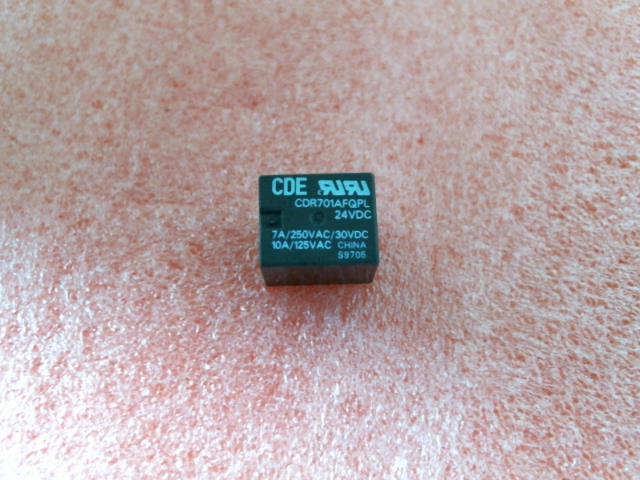 CDE
CDR701AFQPL
24VDC
7A/250VAC/30VDC
10A/125VAC CHINA
S9705